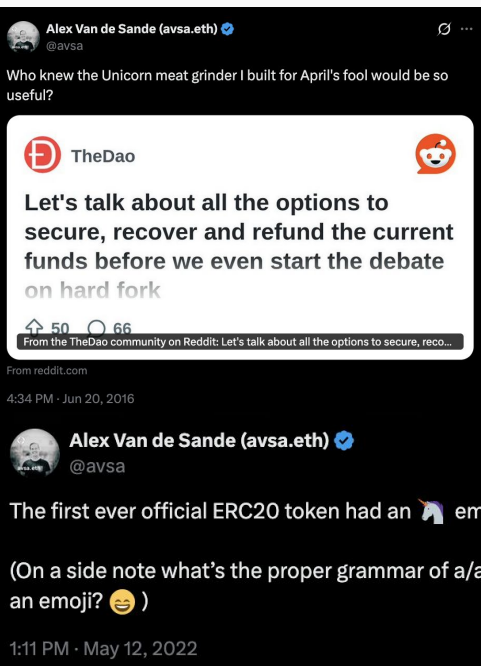 Alex Van de Sande (avsa.eth)
@avsa
Who knew the Unicorn meat grinder I built for April's fool would be so
useful?
TheDao
Let's talk about all the options to
secure, recover and refund the current
funds before we even start the debate
on hard fork
50 66
From the TheDao community on Reddit: Let's talk about all the options to secure, reco...
From reddit.com
4:34 PM · Jun 20, 2016
Alex Van de Sande (avsa.eth)
@avsa
The first ever official ERC20 token had an 🦄 em
(On a side note what's the proper grammar of a/a
an emoji? 😄 )
1:11 PM · May 12, 2022